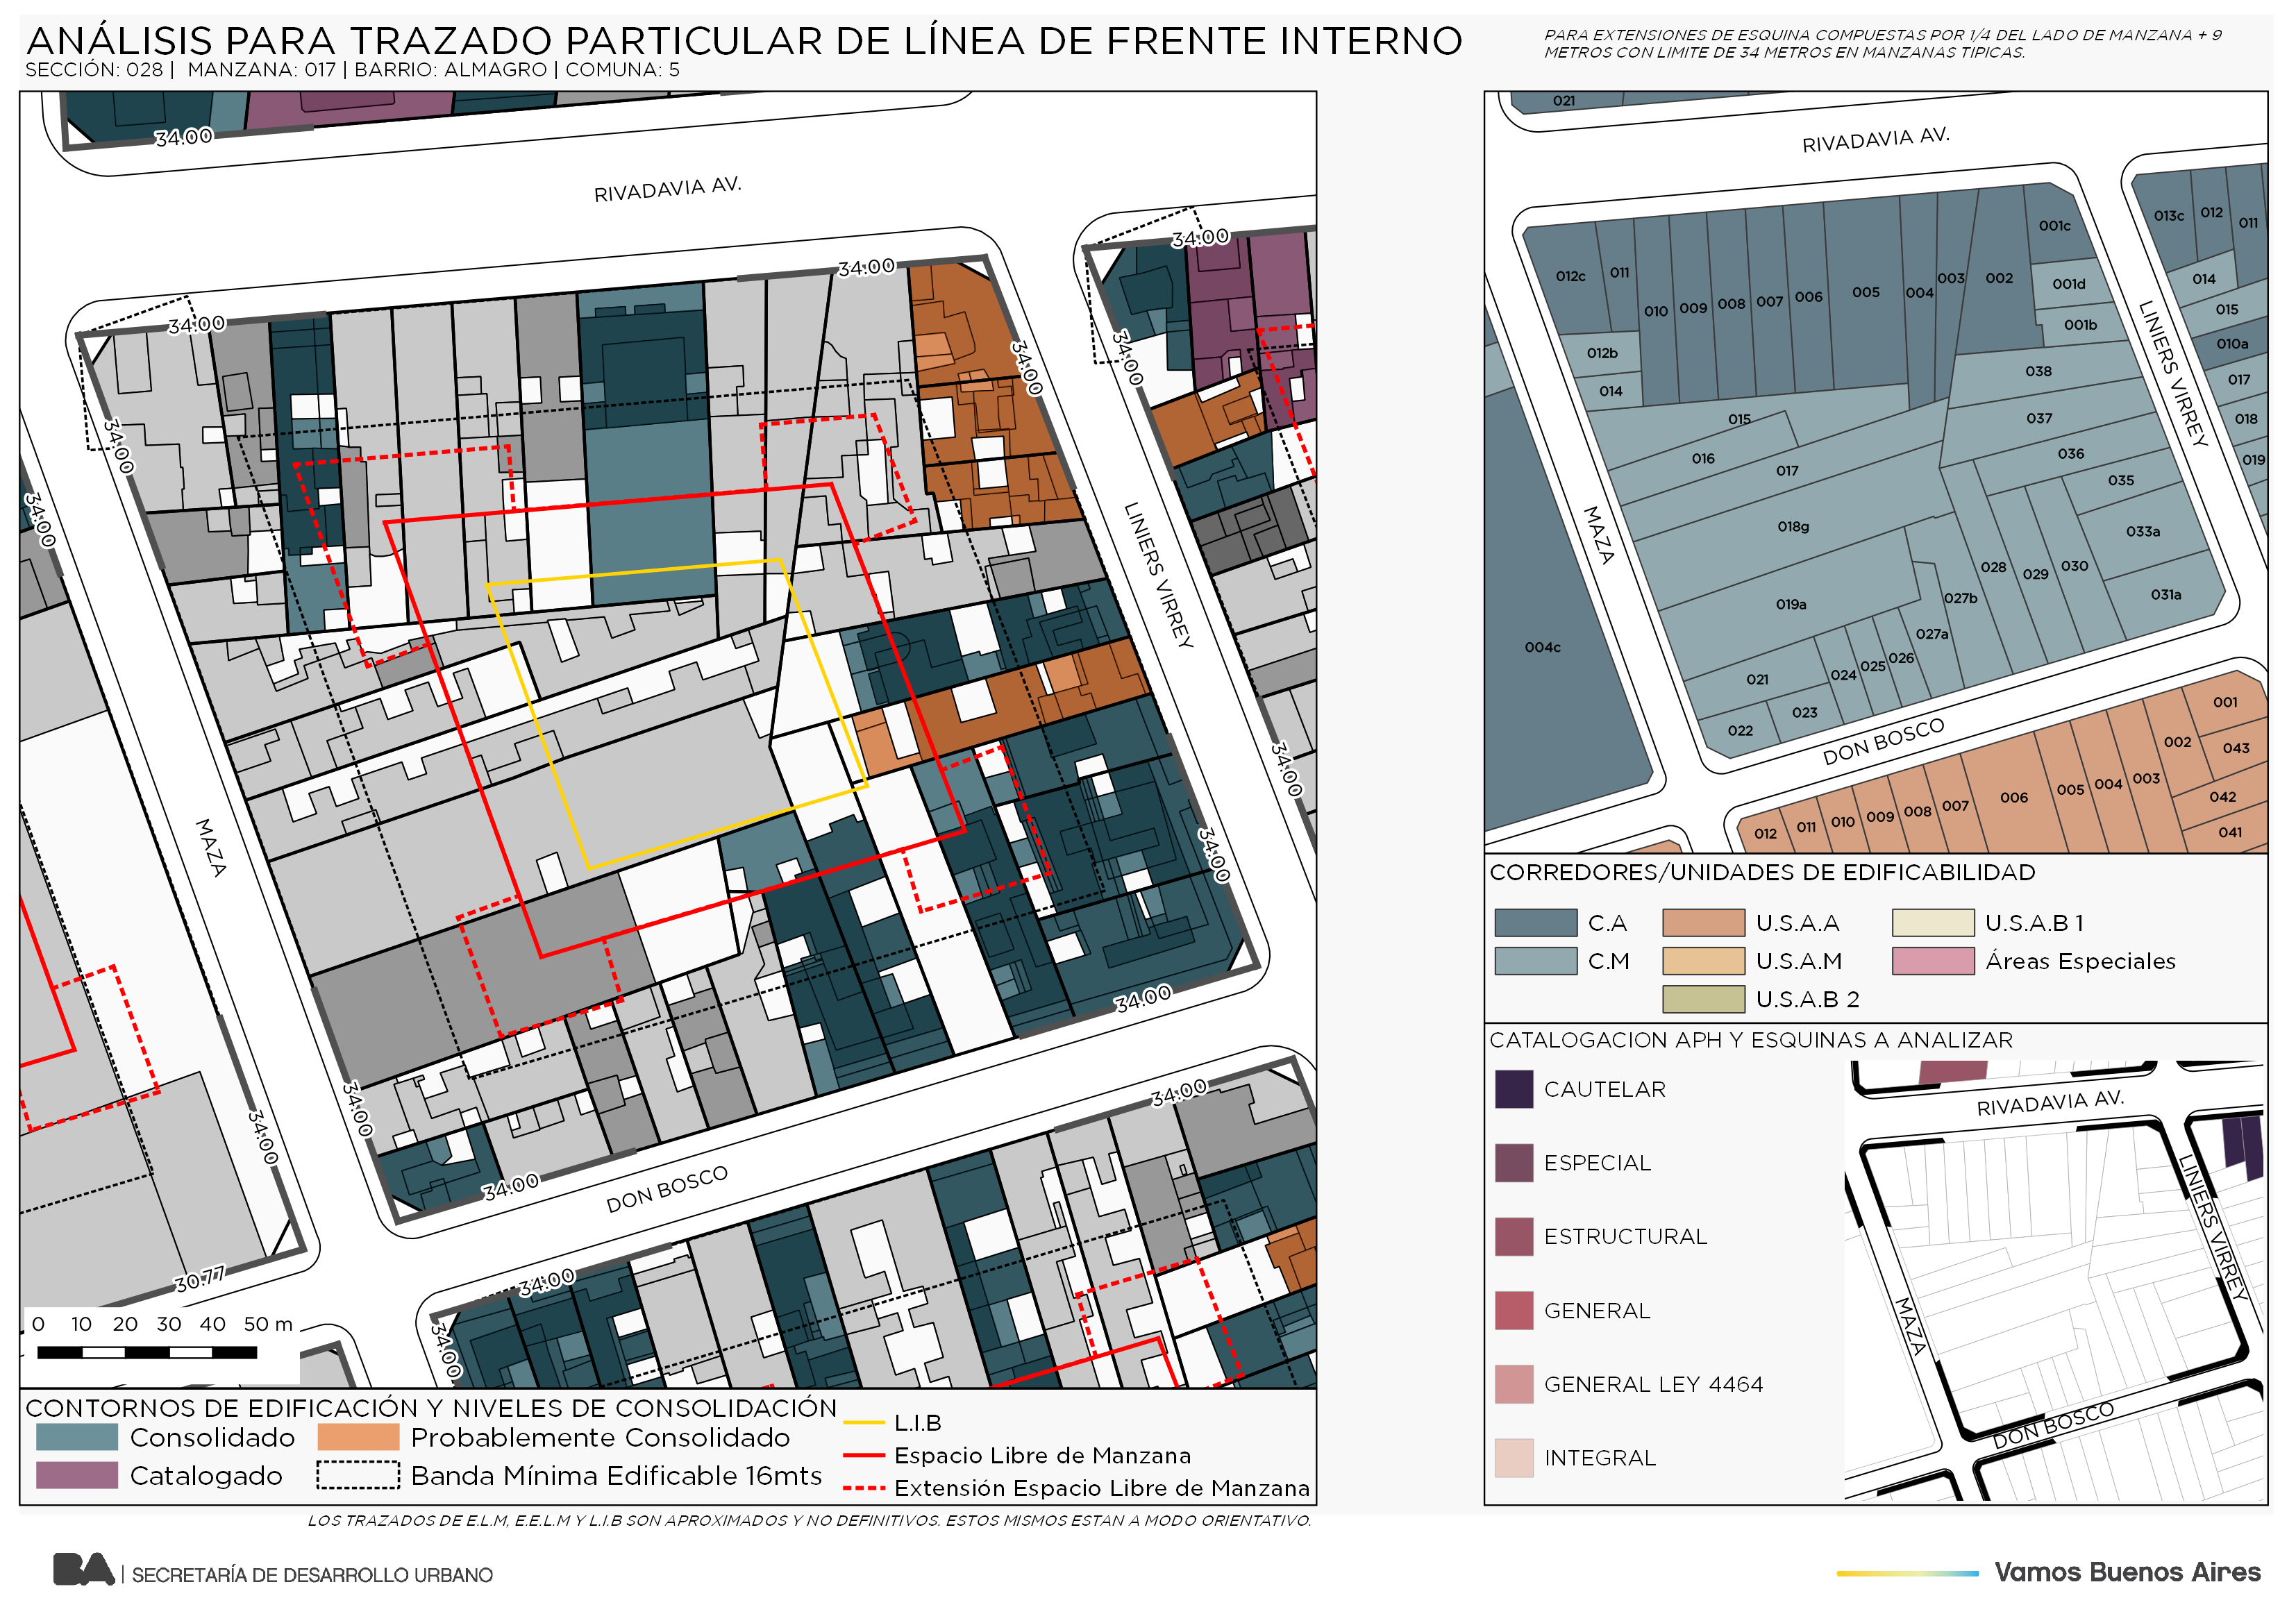 ANÁLISIS PARA TRAZADO PARTICULAR DE LÍNEA DE FRENTE INTERNO
SECCIÓN: 028 | MANZANA: 017 | BARRIO: ALMAGRO | COMUNA: 5
PARA EXTENSIONES DE ESQUINA COMPUESTAS POR 1/4 DEL LADO DE MANZANA + 9
METROS CON LIMITE DE 34 METROS EN MANZANAS TIPICAS.
34.00
RIVADAVIA AV.
34.00
34.00
34.00
34.00
34.00
34.00
34.00
34.00
LINIERS VIRREY
34.00
MAZA
34.00
34.00
34.00
34.00
34.00
34.00
DON BOSCO
30.77
34.00
34.00
0 10 20 30 40 50 m
CONTORNOS DE EDIFICACIÓN Y NIVELES DE CONSOLIDACIÓN
Consolidado
Probablemente Consolidado
Catalogado
Banda Mínima Edificable 16mts
L.I.B
Espacio Libre de Manzana
Extensión Espacio Libre de Manzana
LOS TRAZADOS DE E.L.M, E.E.L.M Y L.I.B SON APROXIMADOS Y NO DEFINITIVOS. ESTOS MISMOS ESTAN A MODO ORIENTATIVO.
021
RIVADAVIA AV.
012c 011 010 009 008 007 006 005 004 003 002 001c
013c 012 011
001d
001b
014
015
010a
017
018
019
LINIERS VIRREY
012b
014
015
016
017
018g
019a
021
022
023
024
025
026
027a
027b
028
029
030
031a
033a
035
036
037
038
MAZA
004c
DON BOSCO
012 011 010 009 008 007 006 005 004 003 002 001
043
042
041
CORREDORES/UNIDADES DE EDIFICABILIDAD
C.A
U.S.A.A
U.S.A.B 1
C.M
U.S.A.M
Áreas Especiales
U.S.A.B 2
CATALOGACION APH Y ESQUINAS A ANALIZAR
CAUTELAR
ESPECIAL
ESTRUCTURAL
GENERAL
GENERAL LEY 4464
INTEGRAL
RIVADAVIA AV.
LINIERS VIRREY
MAZA
DON BOSCO
BA | SECRETARÍA DE DESARROLLO URBANO
Vamos Buenos Aires